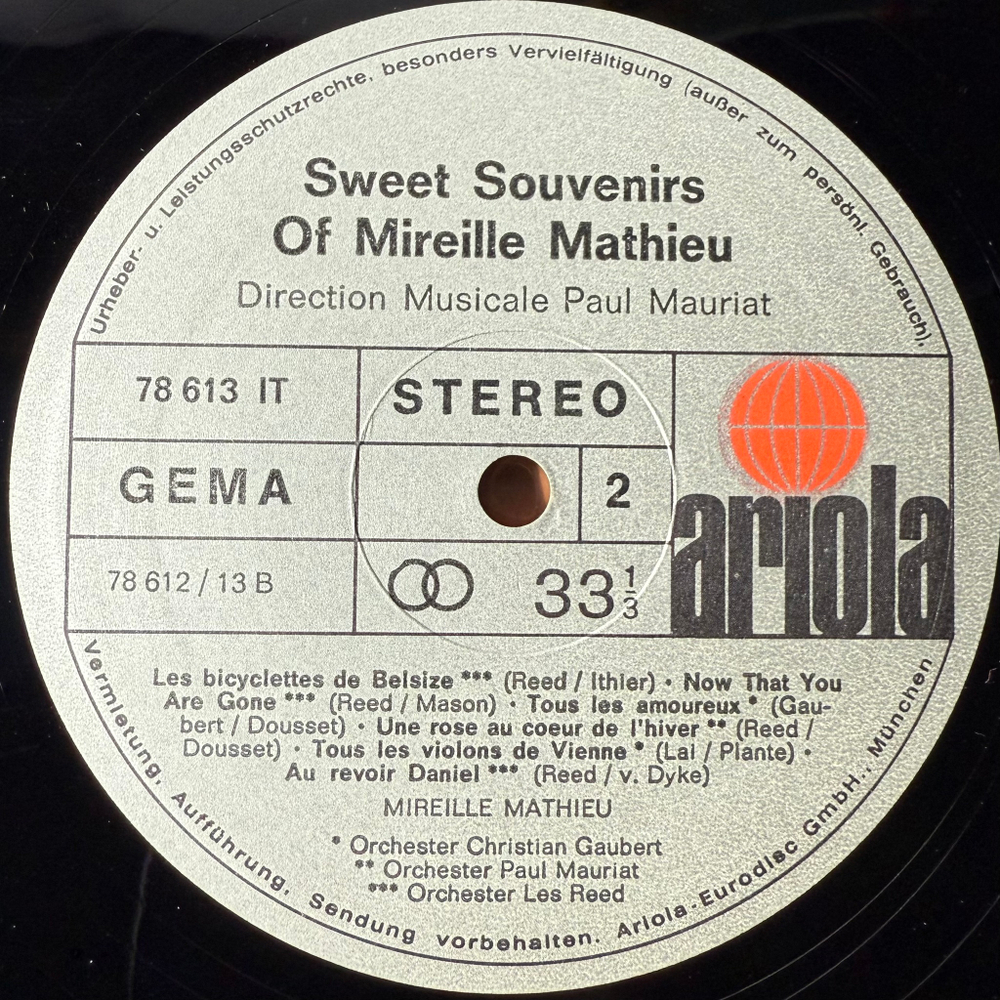 Urheber- u. Leistungsschutzrechte, besonders Vervielfältigung (außer zum persönl. Gebrauch),
Sweet Souvenirs
Of Mireille Mathieu
Direction Musicale Paul Mauriat
78 613 IT
STEREO
GEMA
2
78 612 / 13 B
33 1/3
ariola
Les bicyclettes de Belsize *** (Reed / Ithier) · Now That You
Are Gone *** (Reed / Mason) · Tous les amoureux * (Gau-
bert / Dousset) · Une rose au coeur de l'hiver ** (Reed /
Dousset) · Tous les violons de Vienne * (Lai / Plante) ·
Au revoir Daniel *** (Reed / v. Dyke)
MIREILLE MATHIEU
* Orchester Christian Gaubert
** Orchester Paul Mauriat
*** Orchester Les Reed
Vermietung, Aufführung, Sendung vorbehalten. Ariola-Eurodisc GmbH., München